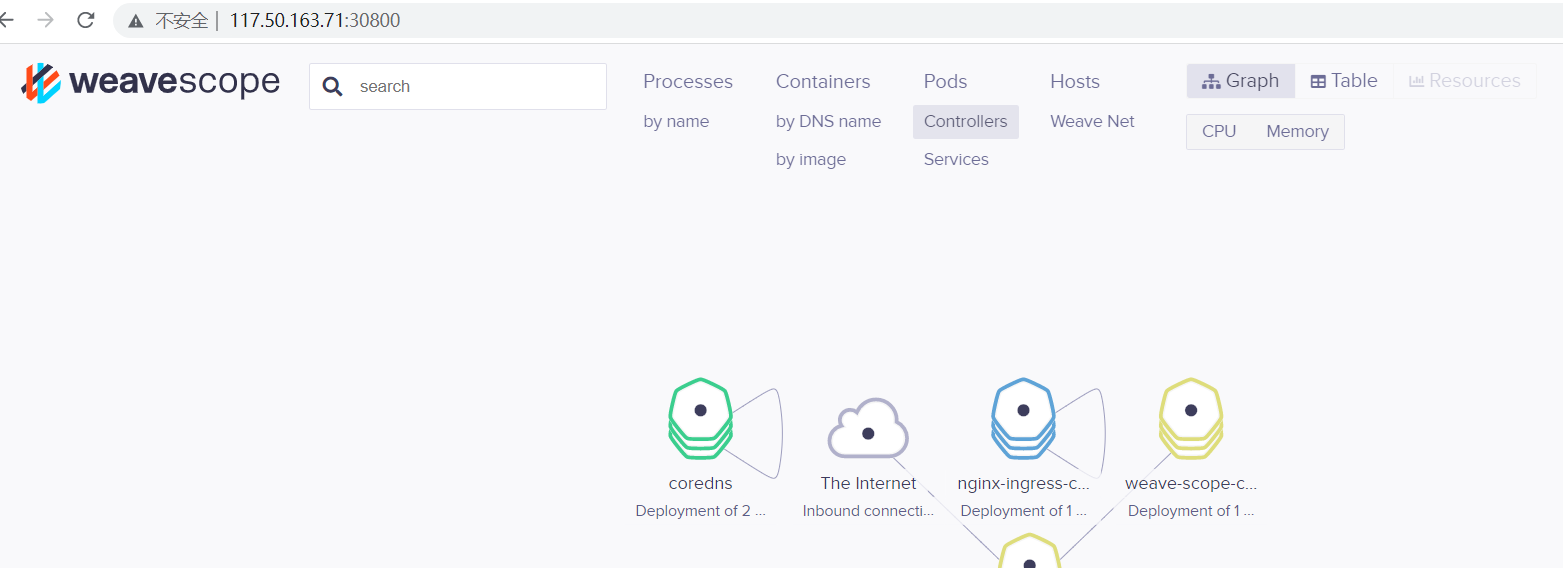 不安全 | 117.50.163.71:30800
weavescope
search
Processes
by name
Containers
by DNS name
by image
Pods
Controllers
Services
Hosts
Weave Net
Graph
Table
Resources
CPU
Memory
coredns
Deployment of 2 ...
The Internet
Inbound connecti...
nginx-ingress-c...
Deployment of 1 ...
weave-scope-c...
Deployment of 1 ...